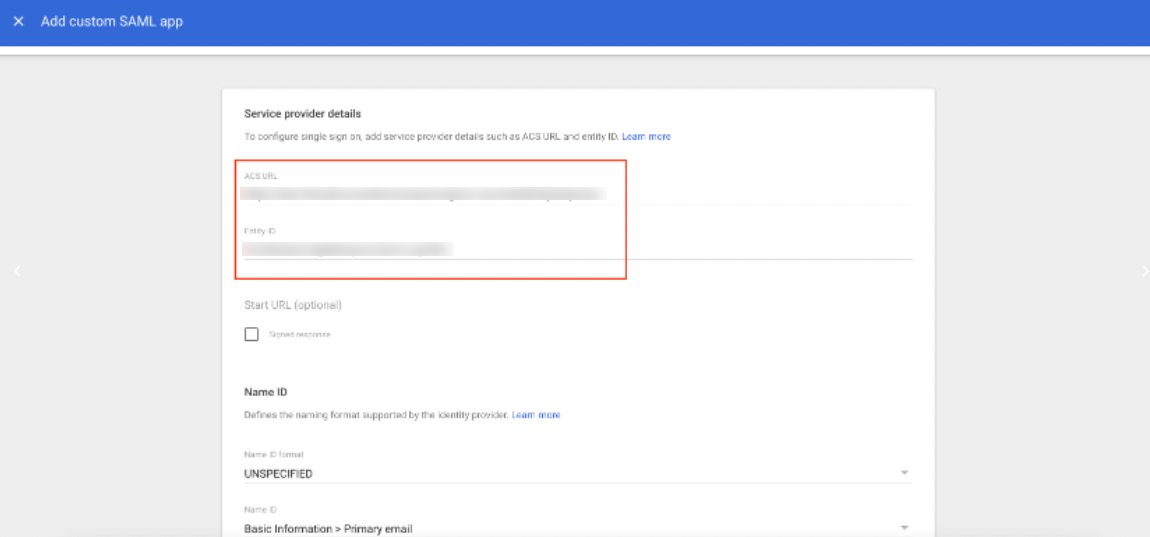 Add custom SAML app
Service provider details
To configure single sign on, add service provider details such as ACS URL and entity ID. Learn more
ACS URL
Entity ID
Start URL (optional)
Signed response
Name ID
Defines the naming format supported by the identity provider. Learn more
Name ID format
UNSPECIFIED
Name ID
Basic Information > Primary email